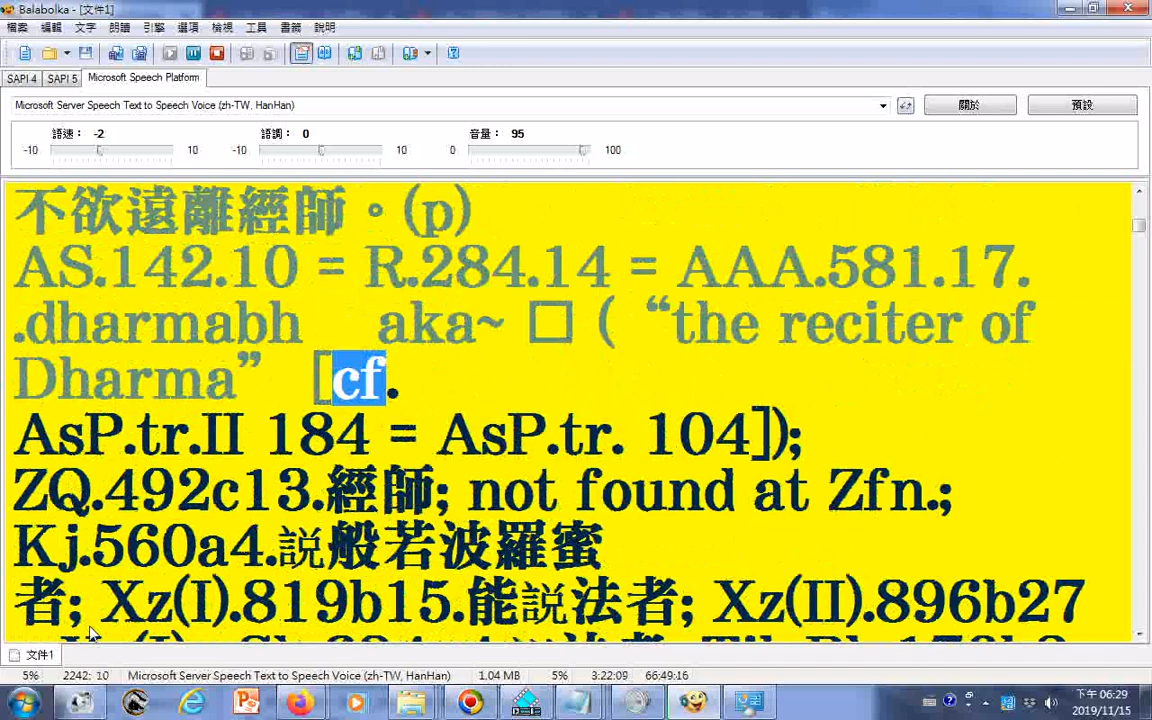 Balabolka - [文件1]
檔案 編輯 文字 朗讀 引擎 選項 檢視 工具 書籤 說明
SAPI 4 SAPI 5 Microsoft Speech Platform
Microsoft Server Speech Text to Speech Voice (zh-TW, HanHan) 關於 預設
語速： -2 語調： 0 音量： 95
-10 10 -10 10 0 100
不欲遠離經師。(p)
AS.142.10 = R.284.14 = AAA.581.17.
.dharmabh aka~ □ ( “the reciter of
Dharma” [cf.
AsP.tr.II 184 = AsP.tr. 104]);
ZQ.492c13.經師; not found at Zfn.;
Kj.560a4.説般若波羅蜜
者; Xz(I).819b15.能説法者; Xz(II).896b27
文件1
5% 2242: 10 Microsoft Server Speech Text to Speech Voice (zh-TW, HanHan) 1.04 MB 5% 3:22:09 66:49:16
下午 06:29
2019/11/15